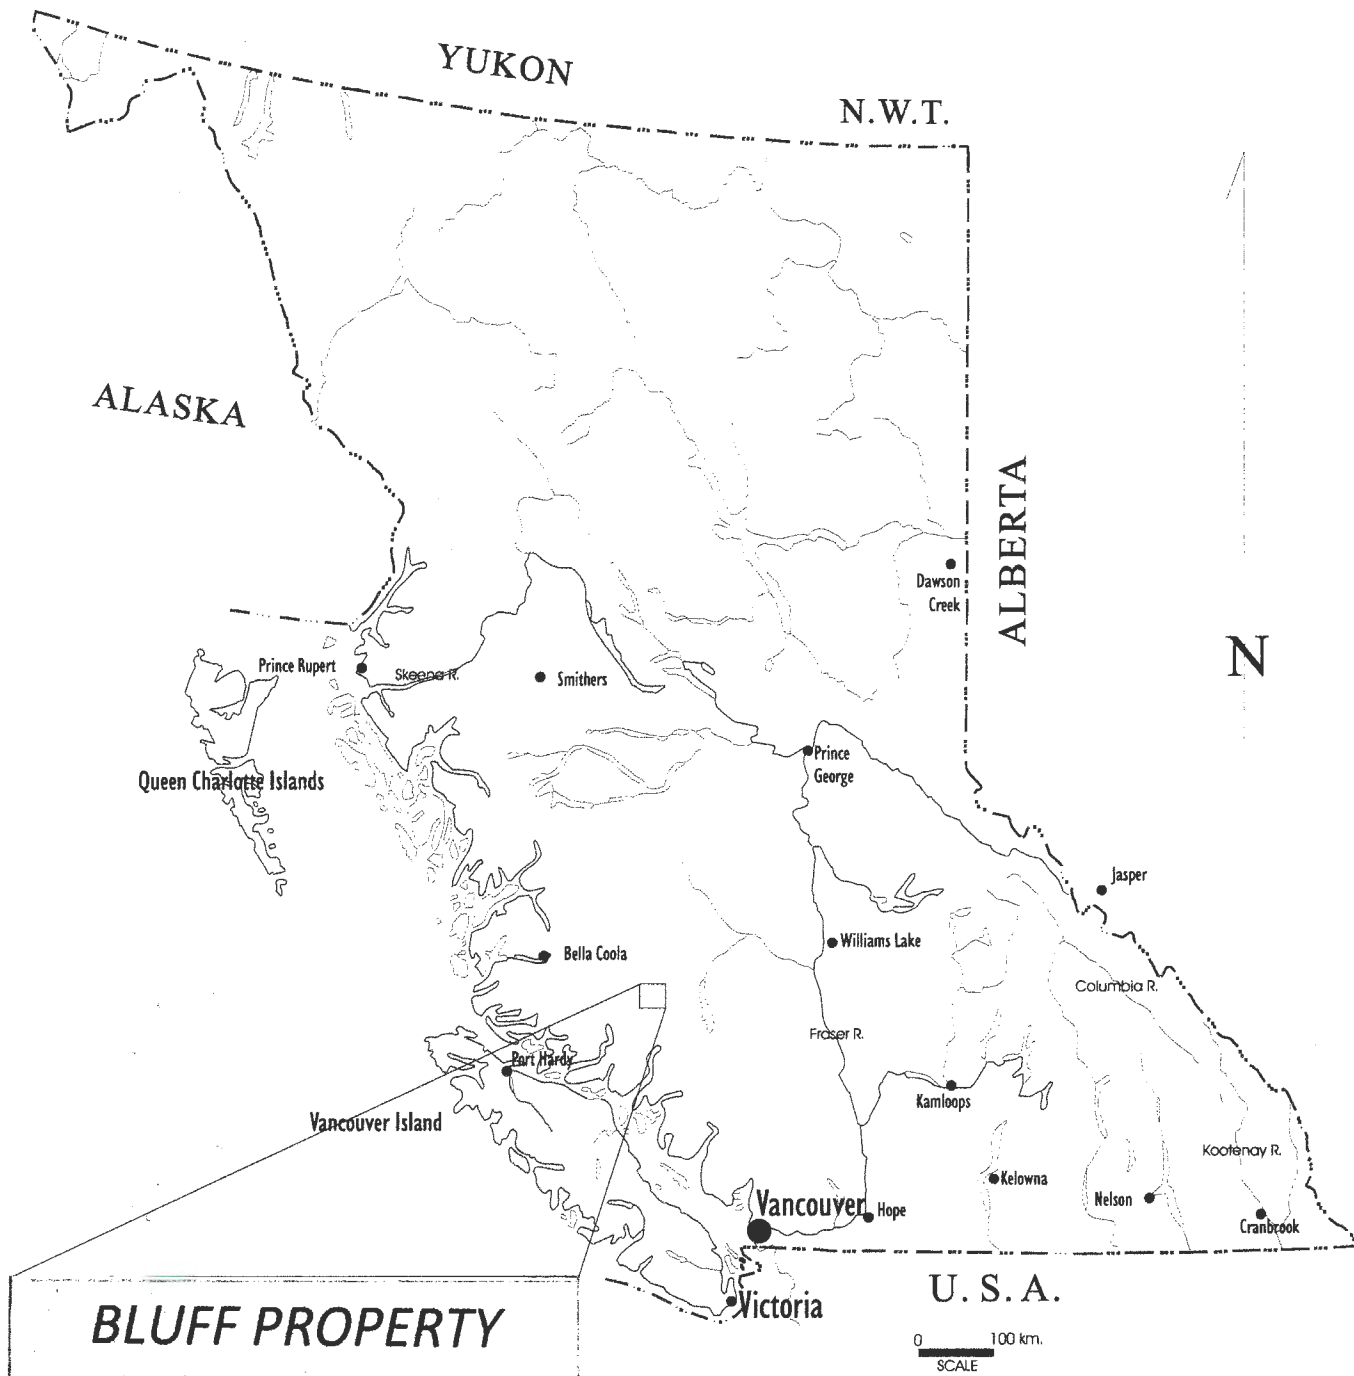 YUKON
N.W.T.
ALASKA
ALBERTA
Dawson
Creek
N
Prince Rupert
Skeena R.
Smithers
Queen Charlotte Islands
Prince
George
Jasper
Williams Lake
Bella Coola
Columbia R.
Fraser R.
Port Hardy
Kamloops
Vancouver Island
Kootenay R.
Kelowna
Nelson
Vancouver
Hope
Cranbrook
U. S. A.
Victoria
BLUFF PROPERTY
0 100 km.
SCALE